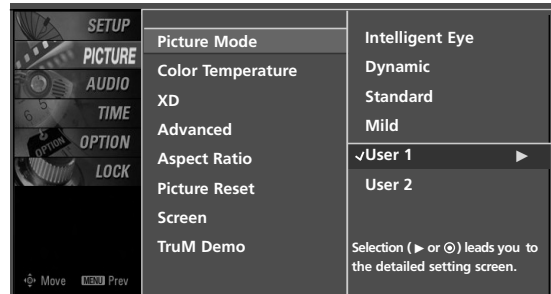 SETUP
PICTURE
AUDIO
TIME
OPTION
LOCK
Move MENU Prev
Picture Mode
Color Temperature
XD
Advanced
Aspect Ratio
Picture Reset
Screen
TruM Demo
Intelligent Eye
Dynamic
Standard
Mild
✓User 1 ▶
User 2
Selection ( ▶ or ⊙ ) leads you to
the detailed setting screen.